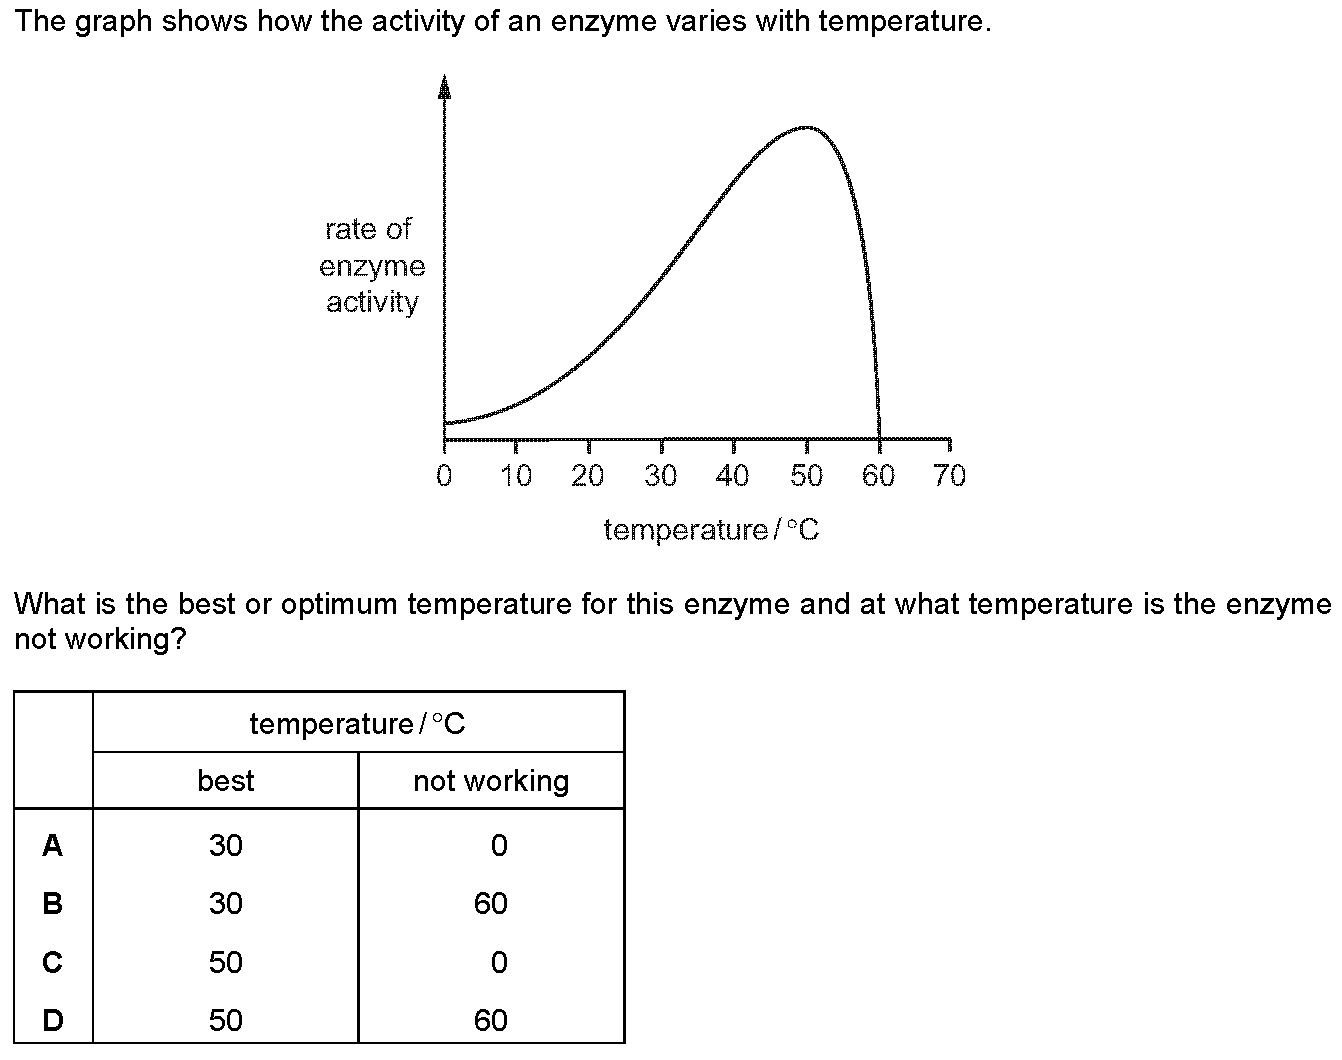 The graph shows how the activity of an enzyme varies with temperature.
rate of
enzyme
activity
0 10 20 30 40 50 60 70
temperature / °C
What is the best or optimum temperature for this enzyme and at what temperature is the enzyme
not working?
temperature / °C
best not working
A 30 0
B 30 60
C 50 0
D 50 60